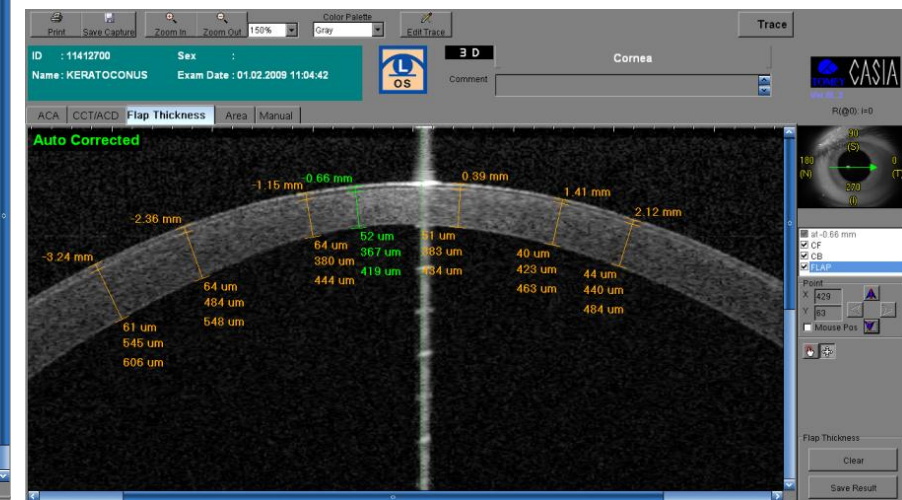 Print Save Capture Zoom In Zoom Out 150% Color Palette Gray Edit Trace Trace
ID : 11412700 Sex :
Name : KERATOCONUS Exam Date : 01.02.2009 11:04:42
L
OS
3 D
Cornea
Comment
TOMEY CASIA
R(@0): i=0
ACA CCT/ACD Flap Thickness Area Manual
Auto Corrected
-3.24 mm
-2.36 mm
-1.15 mm
-0.66 mm
0.39 mm
1.41 mm
2.12 mm
61 um
545 um
606 um
64 um
484 um
548 um
64 um
380 um
444 um
52 um
367 um
419 um
51 um
383 um
434 um
40 um
423 um
463 um
44 um
440 um
484 um
90
(S)
180
(N)
0
(T)
270
(I)
at -0.66 mm
CF
CB
FLAP
Point
X 429
Y 63
Mouse Pos
Flap Thickness
Clear
Save Result